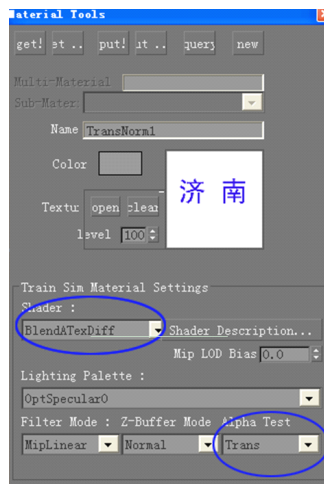 Material Tools
get! et .. put! ut .. query new
Multi-Material
Sub-Mater.
Name TransNorm1
Color
济南
Textu open clear
level 100
Train Sim Material Settings
Shader :
BlendATexDiff Shader Description...
Mip LOD Bias 0.0
Lighting Palette :
OptSpecular0
Filter Mode : Z-Buffer Mode Alpha Test
MipLinear Normal Trans